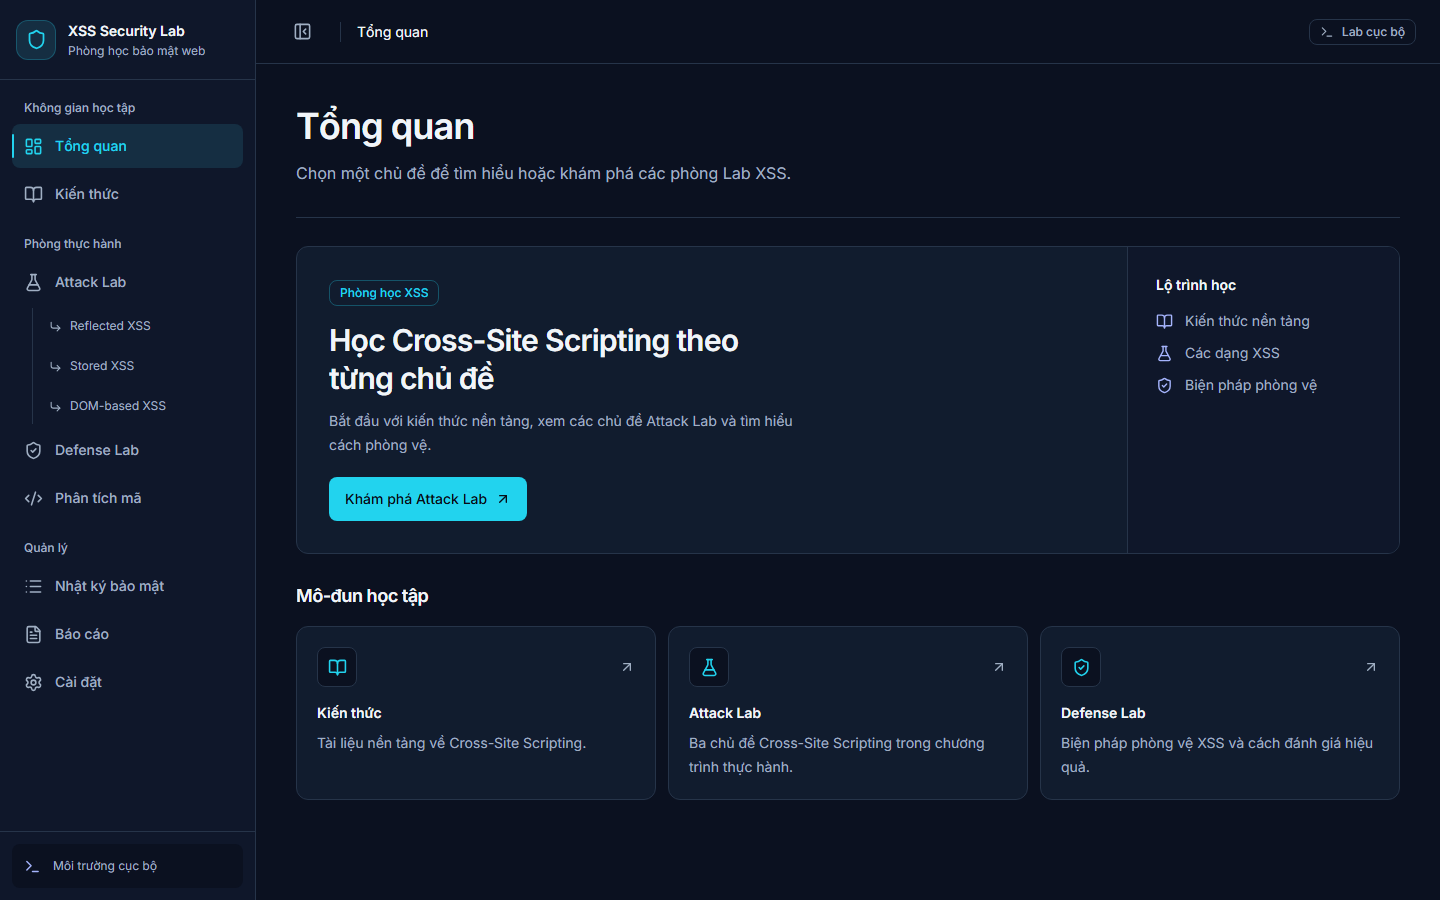 XSS Security Lab
Phòng học bảo mật web
Không gian học tập
Tổng quan
Kiến thức
Phòng thực hành
Attack Lab
Reflected XSS
Stored XSS
DOM-based XSS
Defense Lab
Phân tích mã
Quản lý
Nhật ký bảo mật
Báo cáo
Cài đặt
Môi trường cục bộ
Tổng quan
Lab cục bộ
Tổng quan
Chọn một chủ đề để tìm hiểu hoặc khám phá các phòng Lab XSS.
Phòng học XSS
Học Cross-Site Scripting theo
từng chủ đề
Bắt đầu với kiến thức nền tảng, xem các chủ đề Attack Lab và tìm hiểu
cách phòng vệ.
Khám phá Attack Lab
Lộ trình học
Kiến thức nền tảng
Các dạng XSS
Biện pháp phòng vệ
Mô-đun học tập
Kiến thức
Tài liệu nền tảng về Cross-Site Scripting.
Attack Lab
Ba chủ đề Cross-Site Scripting trong chương
trình thực hành.
Defense Lab
Biện pháp phòng vệ XSS và cách đánh giá hiệu
quả.